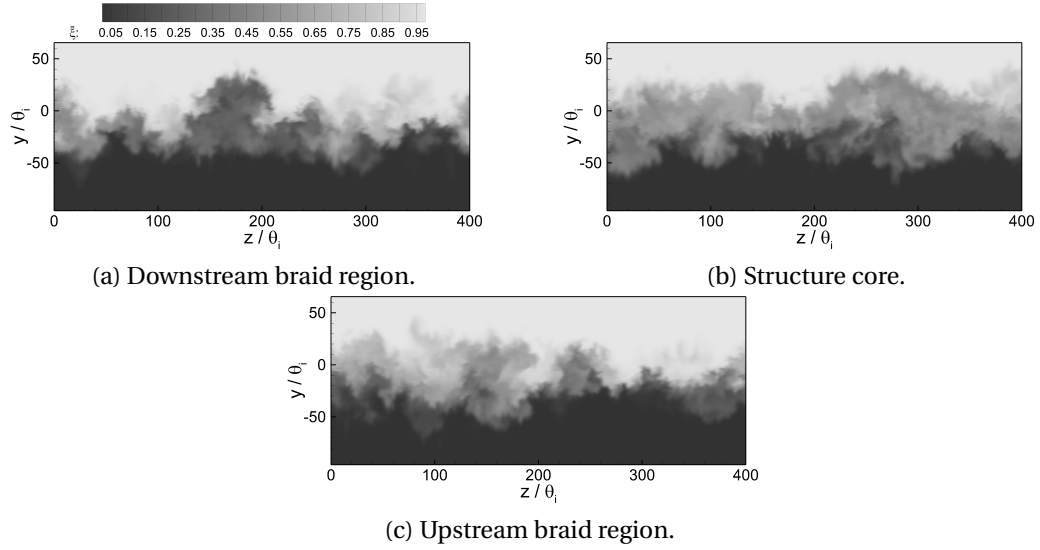 ξ̄: 0.05 0.15 0.25 0.35 0.45 0.55 0.65 0.75 0.85 0.95
50
0
-50
y / θi
0 100 200 300 400
z / θi
(a) Downstream braid region.
50
0
-50
y / θi
0 100 200 300 400
z / θi
(b) Structure core.
50
0
-50
y / θi
0 100 200 300 400
z / θi
(c) Upstream braid region.